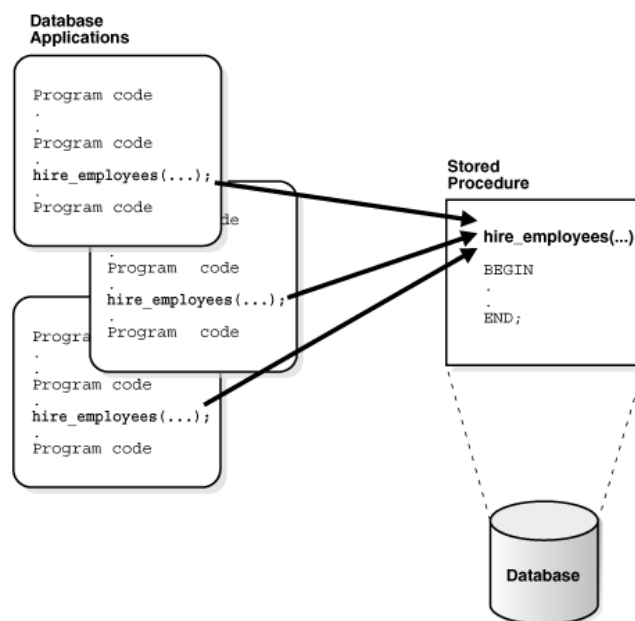 Database
Applications
Program code
.
.
Program code
.
hire_employees(...);
.
Program code
de
.
Program code
.
hire_employees(...);
.
Program code
Progra
.
.
Program code
.
hire_employees(...);
.
Program code
Stored
Procedure
hire_employees(...)
BEGIN
.
.
END;
Database